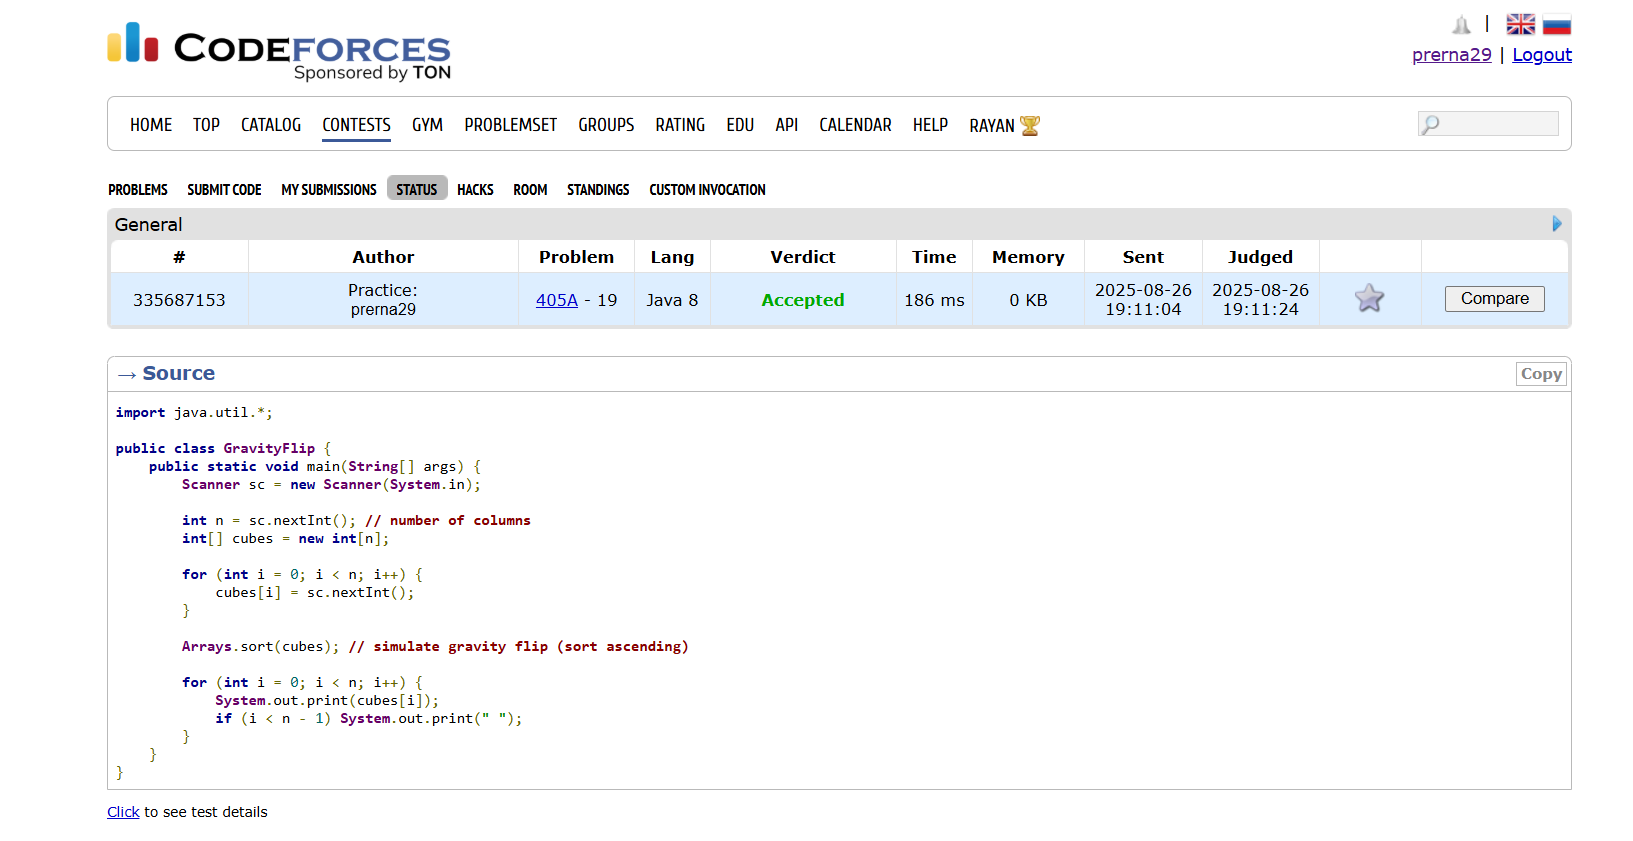 CODEFORCES
Sponsored by TON
|
prerna29 | Logout
HOME TOP CATALOG CONTESTS GYM PROBLEMSET GROUPS RATING EDU API CALENDAR HELP RAYAN
PROBLEMS SUBMIT CODE MY SUBMISSIONS STATUS HACKS ROOM STANDINGS CUSTOM INVOCATION
General
# Author Problem Lang Verdict Time Memory Sent Judged
335687153 Practice: prerna29 405A - 19 Java 8 Accepted 186 ms 0 KB 2025-08-26 19:11:04 2025-08-26 19:11:24 Compare
→ Source Copy
import java.util.*;
public class GravityFlip {
    public static void main(String[] args) {
        Scanner sc = new Scanner(System.in);
        int n = sc.nextInt(); // number of columns
        int[] cubes = new int[n];
        for (int i = 0; i < n; i++) {
            cubes[i] = sc.nextInt();
        }
        Arrays.sort(cubes); // simulate gravity flip (sort ascending)
        for (int i = 0; i < n; i++) {
            System.out.print(cubes[i]);
            if (i < n - 1) System.out.print(" ");
        }
    }
}
Click to see test details